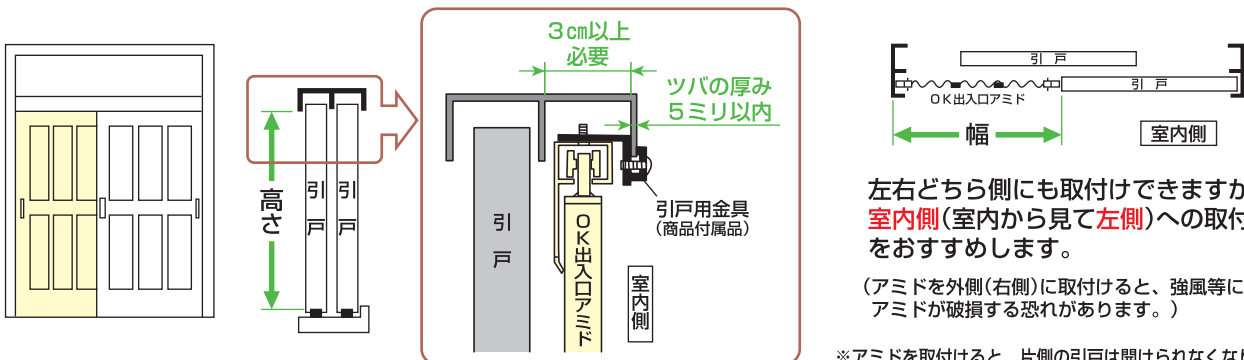 高さ
引戸
引戸
3cm以上
必要
ツバの厚み
5ミリ以内
引戸用金具
(商品付属品)
引戸
OK出入口アミド
室内側
引戸
引戸
OK出入口アミド
幅
室内側
左右どちら側にも取付けできますが
室内側(室内から見て左側)への取付
をおすすめします。
(アミドを外側(右側)に取付けると、強風等に
アミドが破損する恐れがあります。)
※アミドを取付けると、片側の引戸は開けられなくな